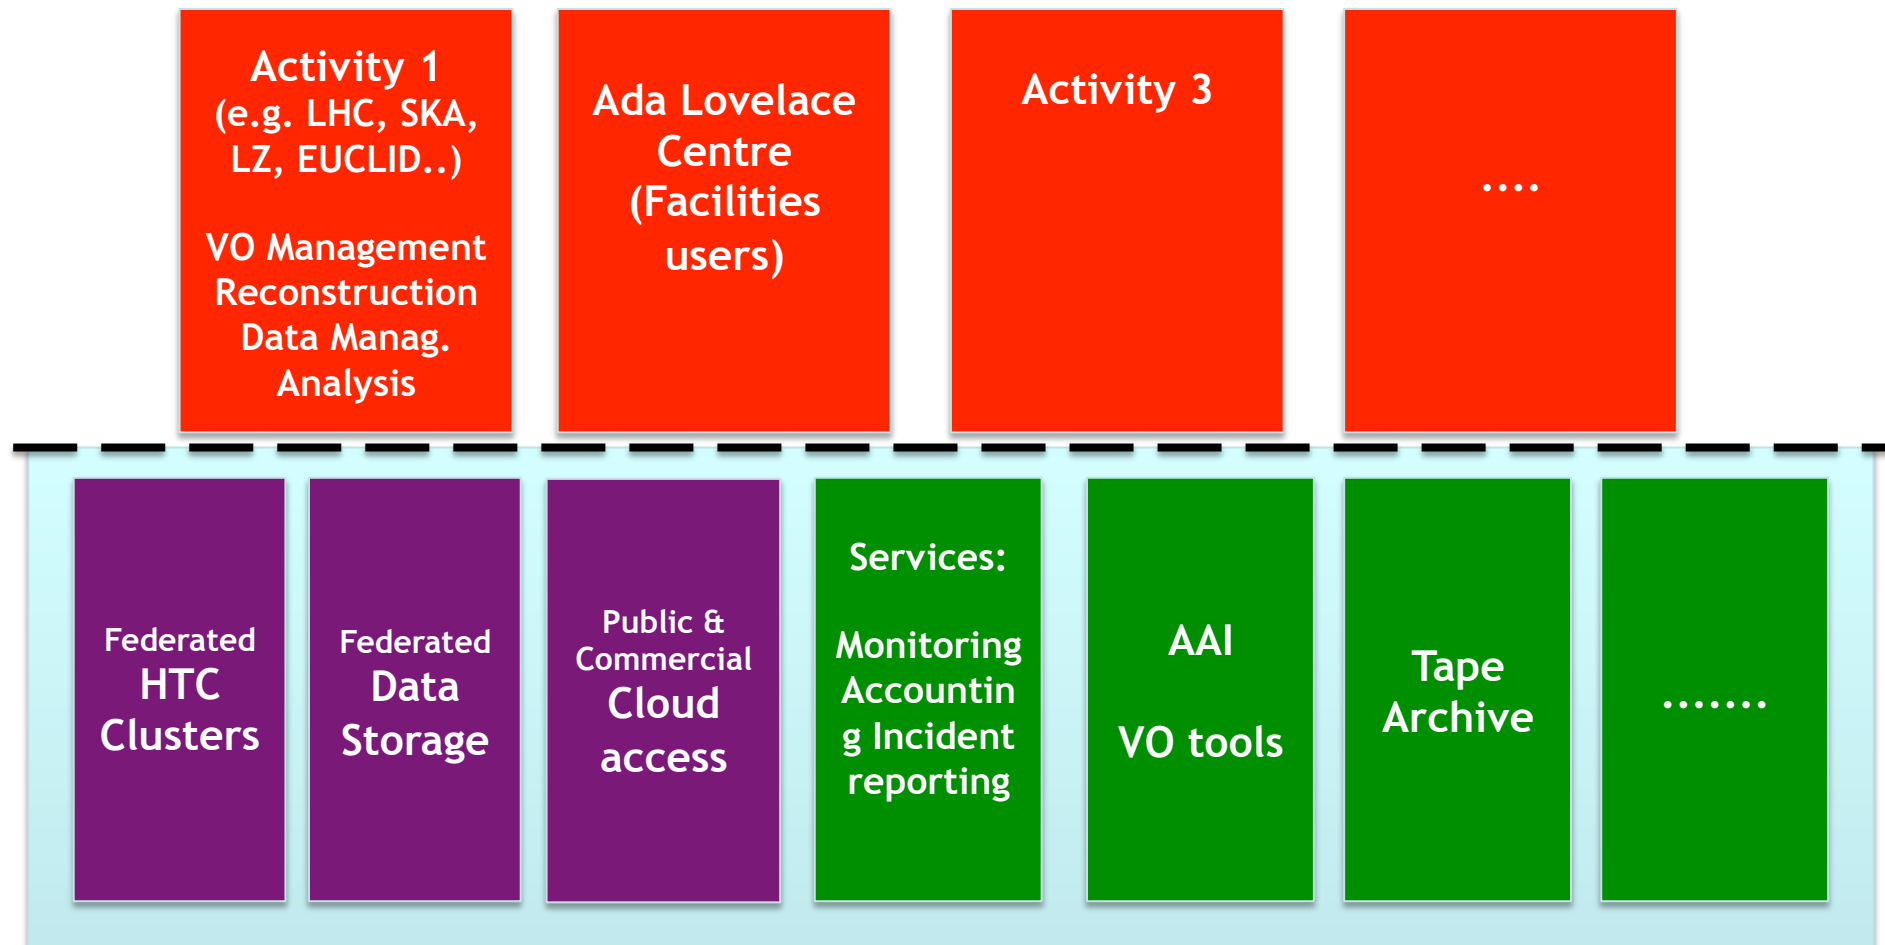 Activity 1
(e.g. LHC, SKA,
LZ, EUCLID..)
VO Management
Reconstruction
Data Manag.
Analysis
Ada Lovelace
Centre
(Facilities
users)
Activity 3
....
Federated
HTC
Clusters
Federated
Data
Storage
Public &
Commercial
Cloud
access
Services:
Monitoring
Accountin
g Incident
reporting
AAI
VO tools
Tape
Archive
.......